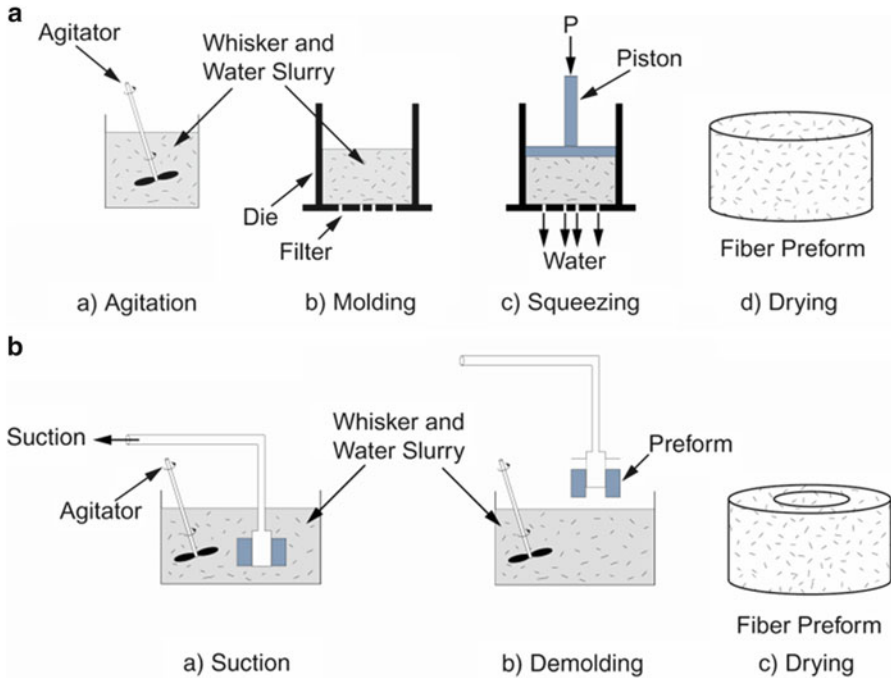 a
Agitator
Whisker and
Water Slurry
P
Piston
Die
Filter
Water
Fiber Preform
a) Agitation
b) Molding
c) Squeezing
d) Drying
b
Suction
Agitator
Whisker and
Water Slurry
Preform
Fiber Preform
a) Suction
b) Demolding
c) Drying